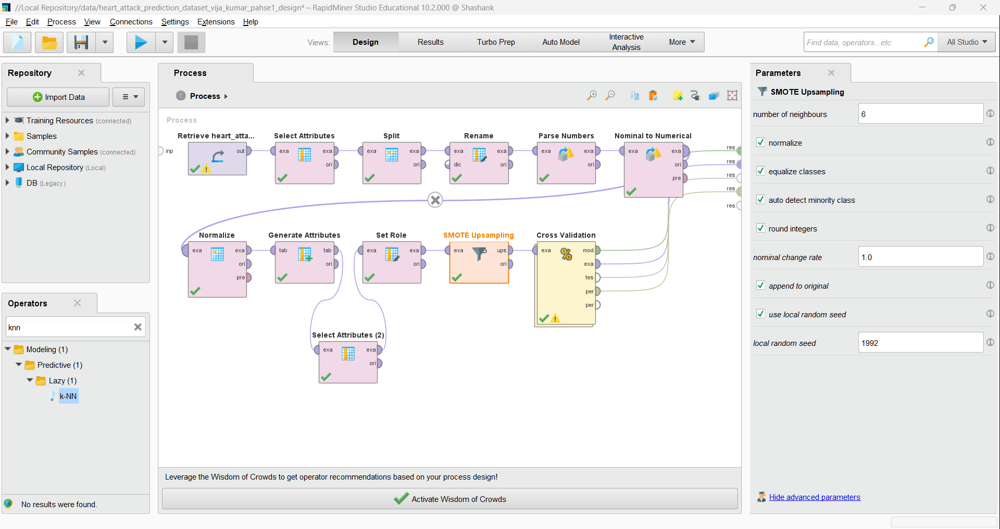 //Local Repository/data/heart_attack_prediction_dataset_vija_kumar_pahse1_design* – RapidMiner Studio Educational 10.2.000 @ Shashank
File Edit Process View Connections Settings Extensions Help
Views: Design Results Turbo Prep Auto Model Interactive Analysis More
Find data, operators...etc All Studio
Repository
Import Data
Training Resources (connected)
Samples
Community Samples (connected)
Local Repository (Local)
DB (Legacy)
Operators
knn
Modeling (1)
Predictive (1)
Lazy (1)
k-NN
No results were found.
Process
Process
Process
Retrieve heart_atta... Select Attributes Split Rename Parse Numbers Nominal to Numerical
inp out exa exa exa exa exa exa exa exa exa exa res
ori ori dic ori ori ori res
pre res
res
res
Normalize Generate Attributes Set Role SMOTE Upsampling Cross Validation
exa exa tab tab exa exa exa ups exa mod
ori ori ori ori exa
pre tes
per
per
Select Attributes (2)
exa exa
ori
Leverage the Wisdom of Crowds to get operator recommendations based on your process design!
Activate Wisdom of Crowds
Parameters
SMOTE Upsampling
number of neighbours 6
normalize
equalize classes
auto detect minority class
round integers
nominal change rate 1.0
append to original
use local random seed
local random seed 1992
Hide advanced parameters